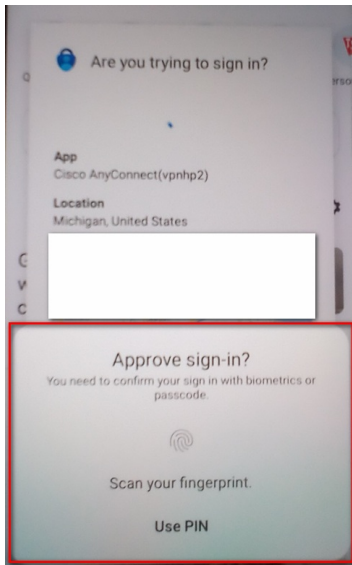 Are you trying to sign in?
App
Cisco AnyConnect(vpnhp2)
Location
Michigan, United States
Approve sign-in?
You need to confirm your sign in with biometrics or
passcode.
Scan your fingerprint.
Use PIN